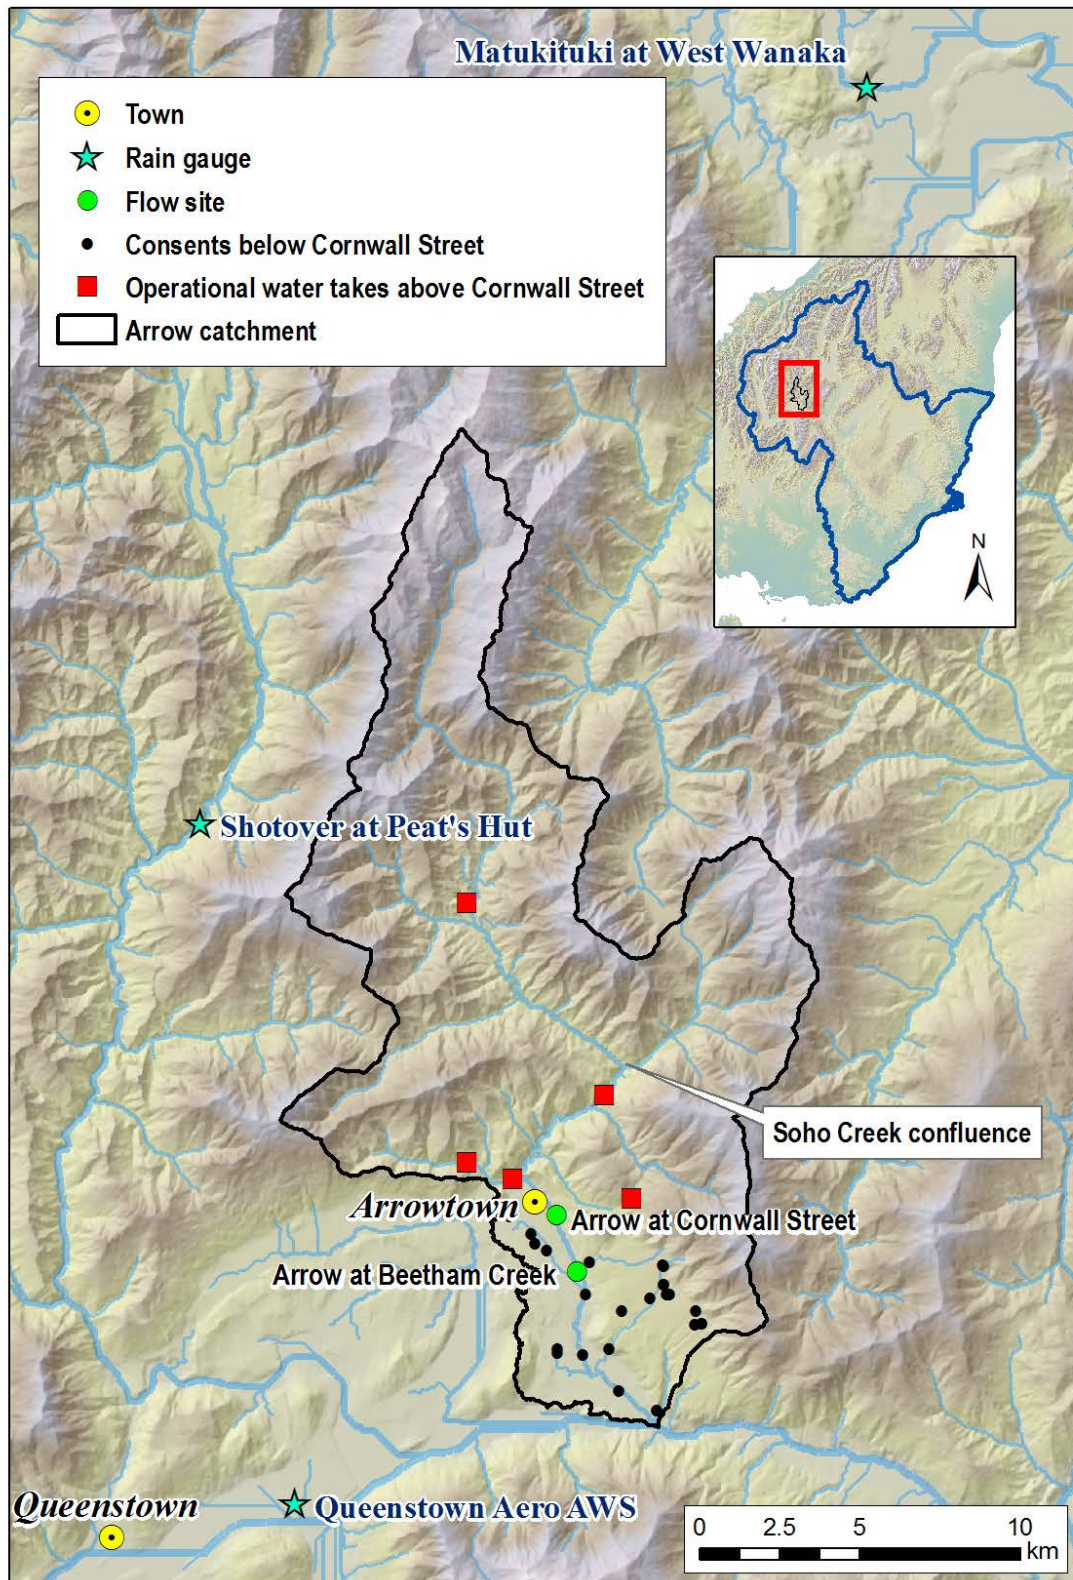 Matukituki at West Wanaka
Town
Rain gauge
Flow site
Consents below Cornwall Street
Operational water takes above Cornwall Street
Arrow catchment
N
Shotover at Peat's Hut
Soho Creek confluence
Arrowtown
Arrow at Cornwall Street
Arrow at Beetham Creek
Queenstown
Queenstown Aero AWS
0 2.5 5 10
km